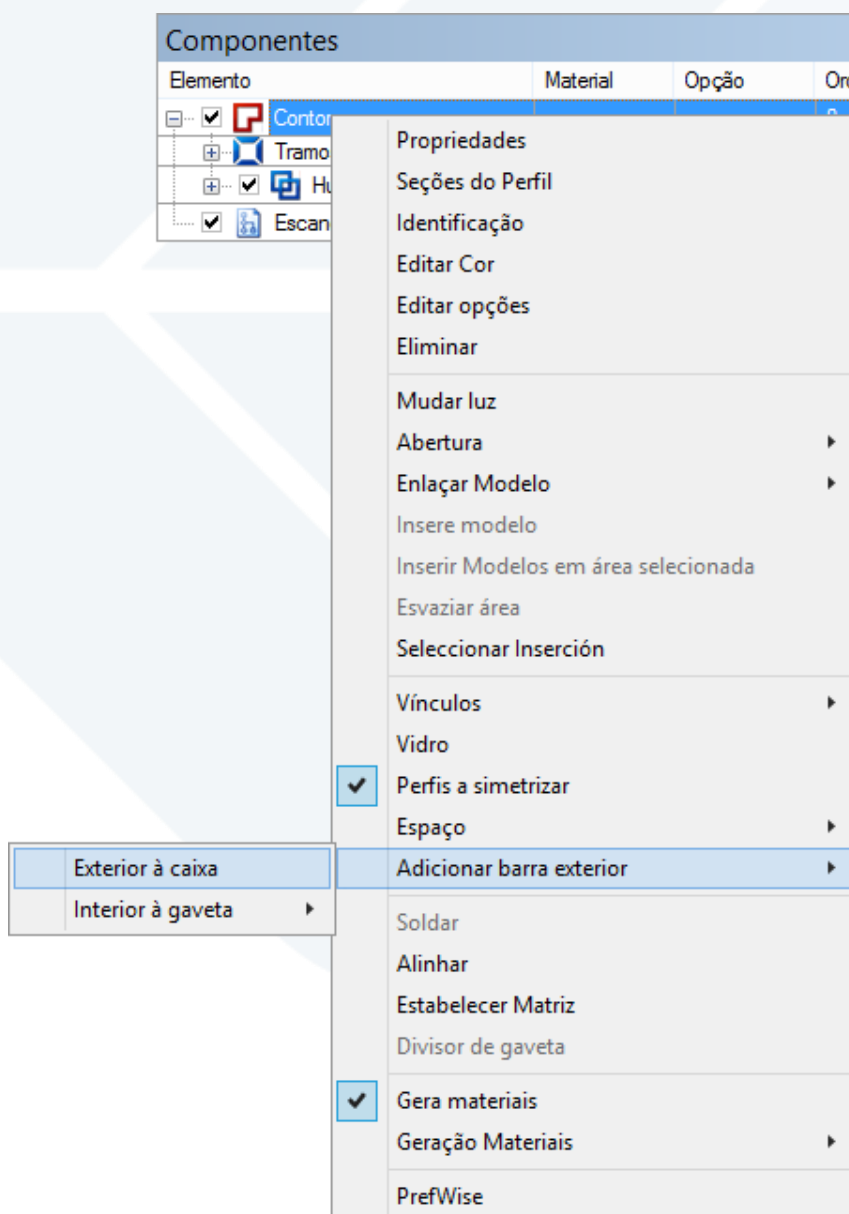 Componentes
Elemento Material Opção
Contor
Tramo
Escan
Propriedades
Seções do Perfil
Identificação
Editar Cor
Editar opções
Eliminar
Mudar luz
Abertura
Enlaçar Modelo
Insere modelo
Inserir Modelos em área selecionada
Esvaziar área
Seleccionar Inserción
Vínculos
Vidro
Perfis a simetrizar
Espaço
Adicionar barra exterior
Exterior à caixa
Interior à gaveta
Soldar
Alinhar
Estabelecer Matriz
Divisor de gaveta
Gera materiais
Geração Materiais
PrefWise